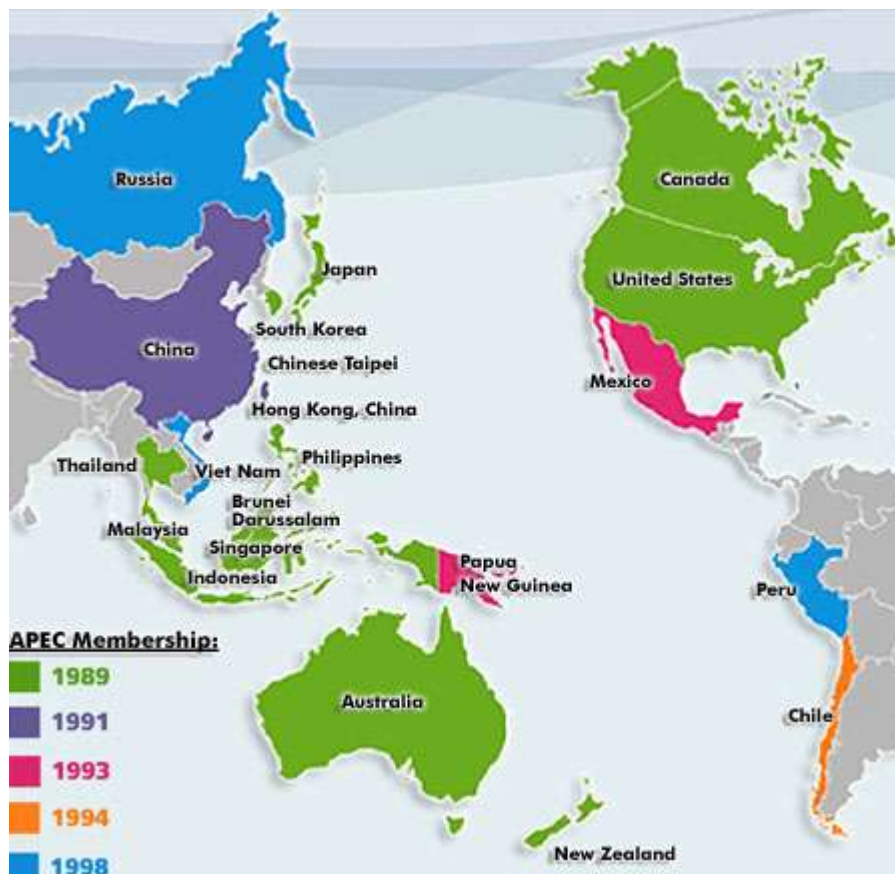 Russia
Canada
Japan
United States
South Korea
China
Chinese Taipei
Mexico
Hong Kong, China
Philippines
Thailand
Viet Nam
Brunei
Darussalam
Malaysia
Singapore
Indonesia
Papua
New Guinea
Peru
APEC Membership:
1989
Australia
1991
Chile
1993
1994
New Zealand
1998